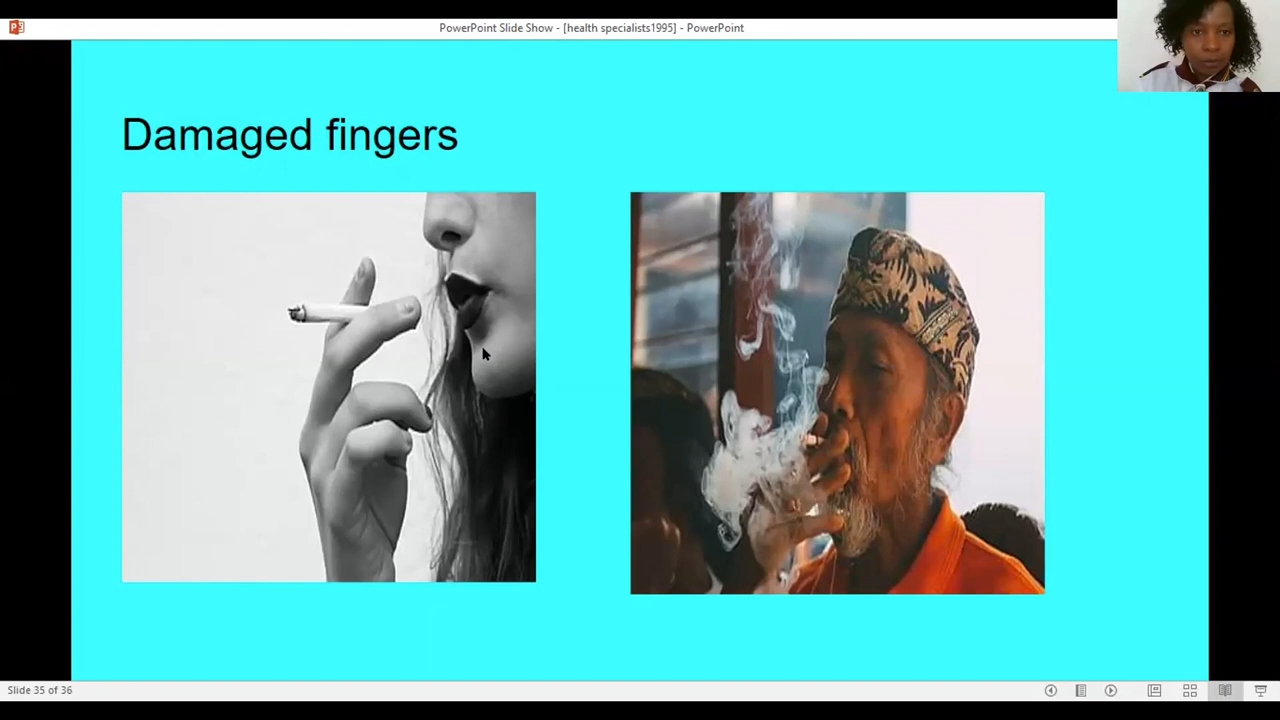 PowerPoint Slide Show - [health specialists1995] - PowerPoint
Damaged fingers
Slide 35 of 36